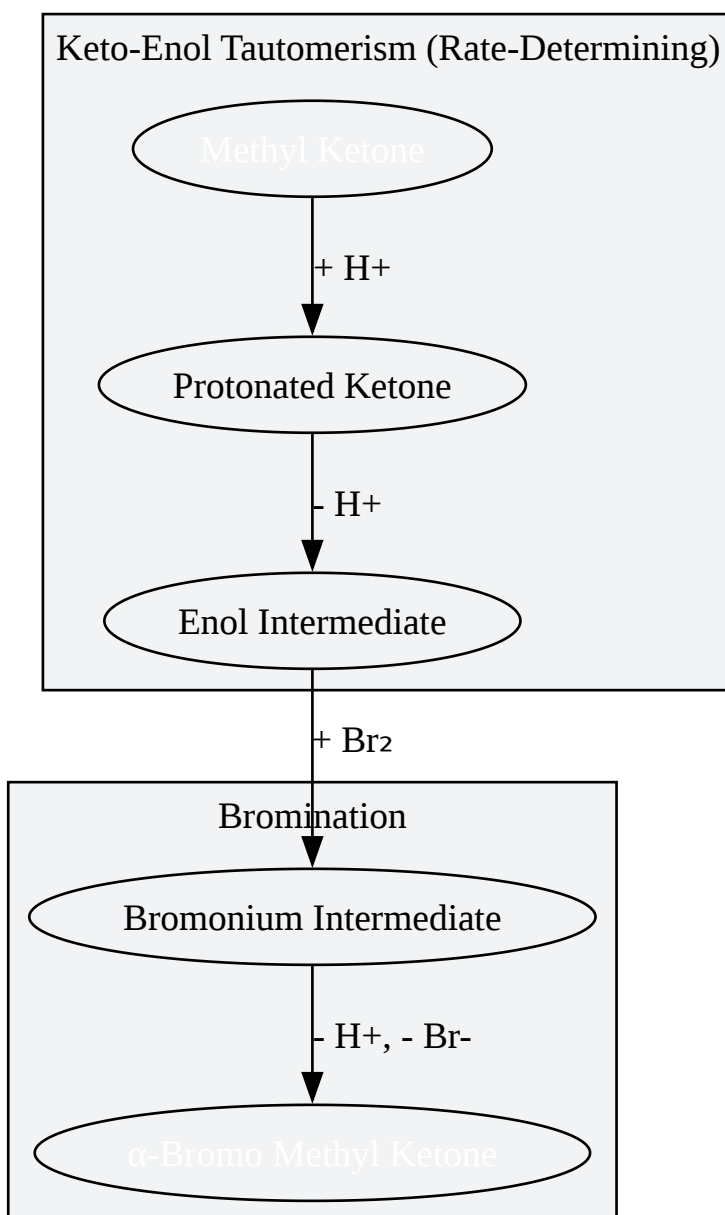 Keto-Enol Tautomerism (Rate-Determining)
Methyl Ketone
+ H+
Protonated Ketone
- H+
Enol Intermediate
+ Br₂
Bromination
Bromonium Intermediate
- H+, - Br-
α-Bromo Methyl Ketone